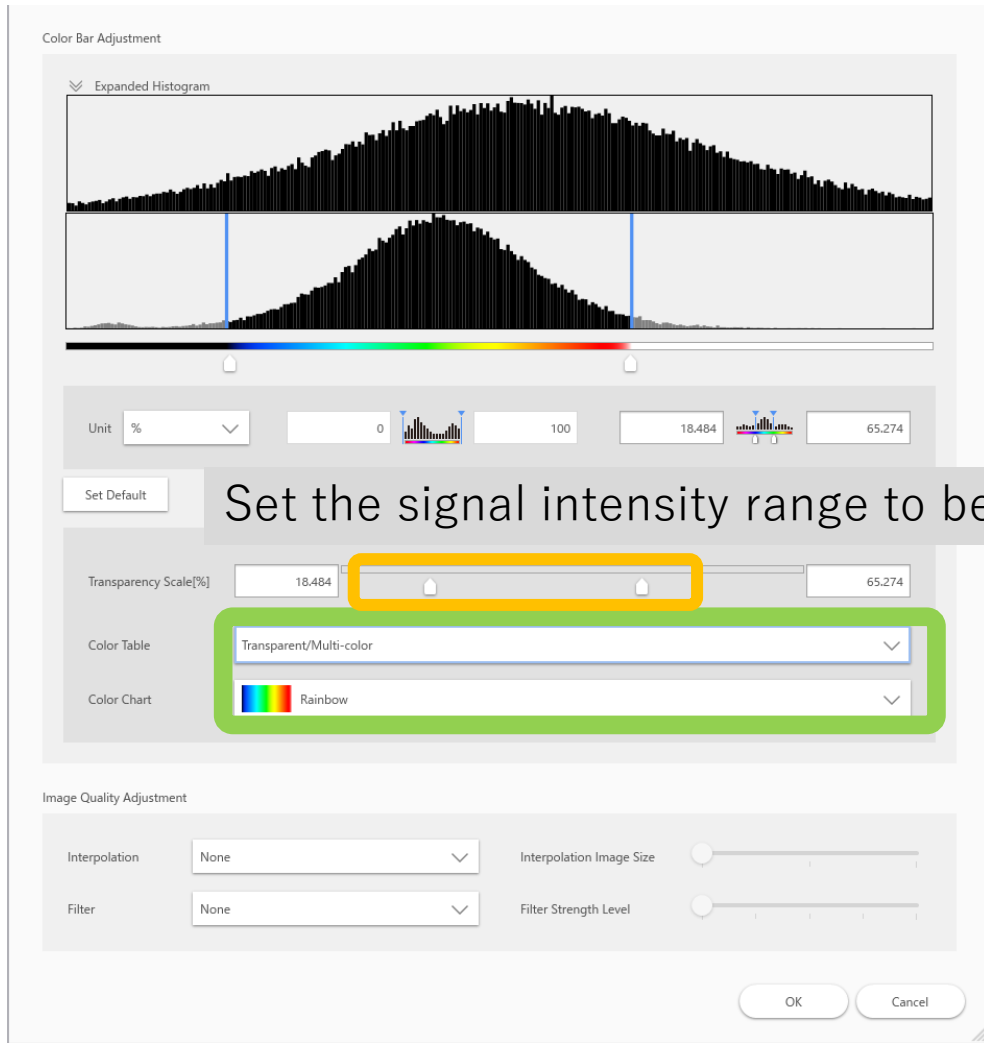 Color Bar Adjustment
Expanded Histogram
Unit % 0 100 18.484 65.274
Set Default
Set the signal intensity range to be
Transparency Scale[%] 18.484 65.274
Color Table Transparent/Multi-color
Color Chart Rainbow
Image Quality Adjustment
Interpolation None Interpolation Image Size
Filter None Filter Strength Level
OK Cancel